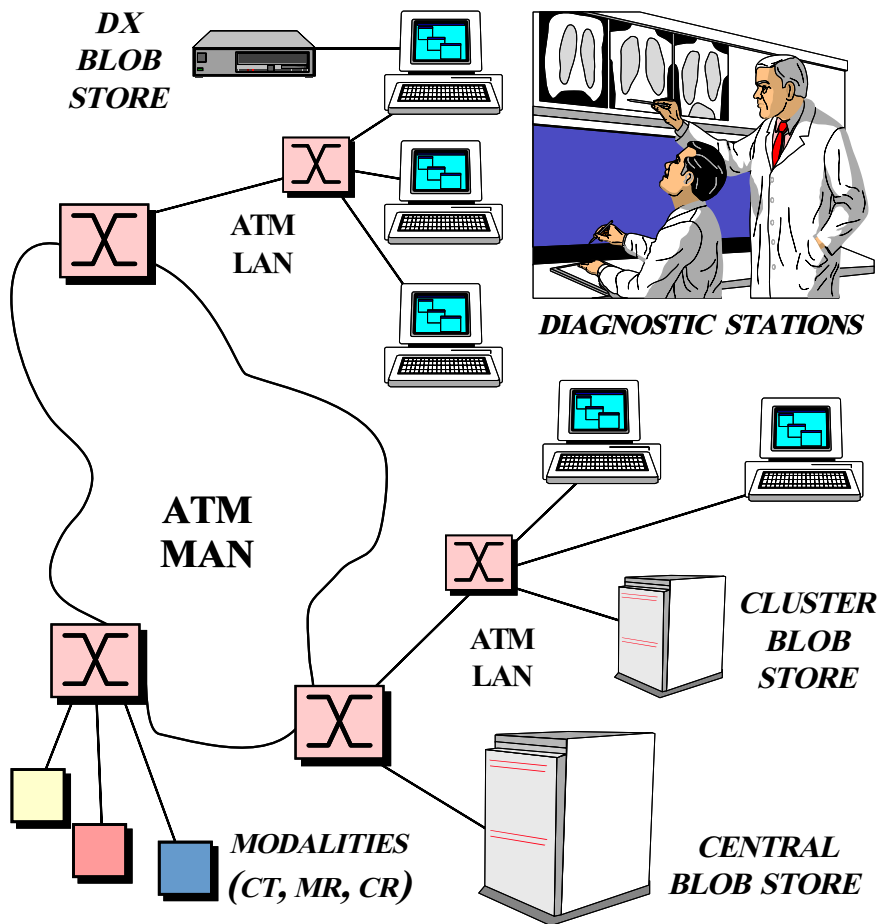 DX
BLOB
STORE
ATM
LAN
DIAGNOSTIC STATIONS
ATM
MAN
ATM
LAN
CLUSTER
BLOB
STORE
MODALITIES
(CT, MR, CR)
CENTRAL
BLOB STORE